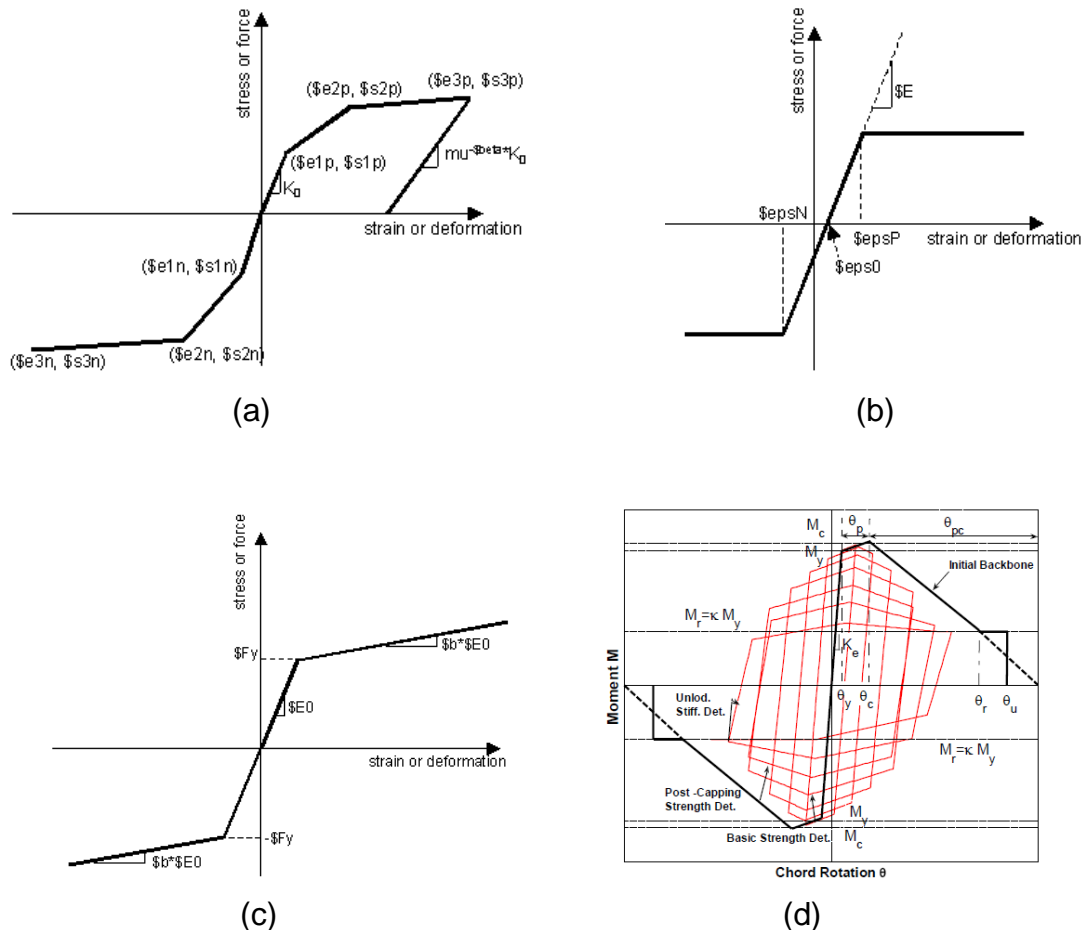 stress or force
($e2p, $s2p)
($e3p, $s3p)
($e1p, $s1p)
mu^-$beta*K0
K0
strain or deformation
($e1n, $s1n)
($e2n, $s2n)
($e3n, $s3n)
(a)
stress or force
$E
$epsN
$epsP
strain or deformation
$eps0
(b)
stress or force
$Fy
$b*$E0
$E0
strain or deformation
-$Fy
$b*$E0
(c)
Mc
θp
θpc
My
Initial Backbone
Mr=κ My
Ke
Moment M
Unlod.
Stiff. Det.
θy
θc
θr
θu
Mr=κ My
Post -Capping
Strength Det.
My
Basic Strength Det.
Mc
Chord Rotation θ
(d)